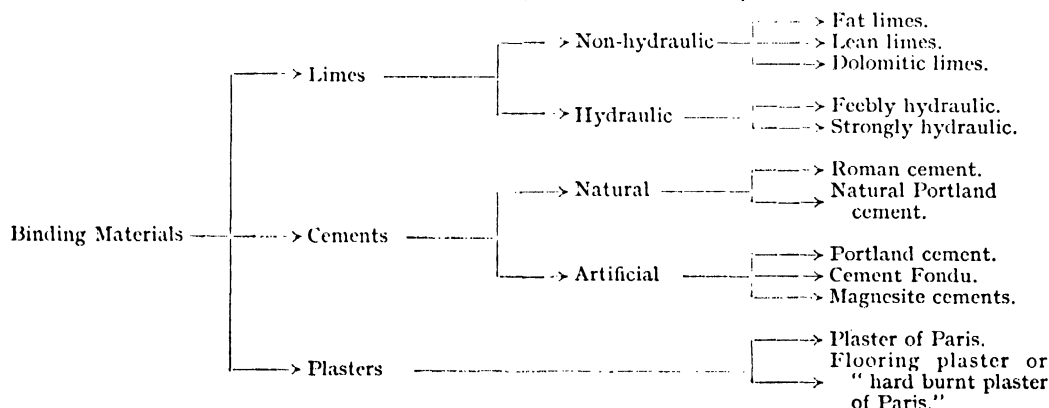 Fat limes.
Non-hydraulic
Lean limes.
Dolomitic limes.
Limes
Feebly hydraulic.
Hydraulic
Strongly hydraulic.
Roman cement.
Natural
Natural Portland
cement.
Binding Materials
Cements
Portland cement.
Artificial
Cement Fondu.
Magnesite cements.
Plaster of Paris.
Plasters
Flooring plaster or
" hard burnt plaster
of Paris."